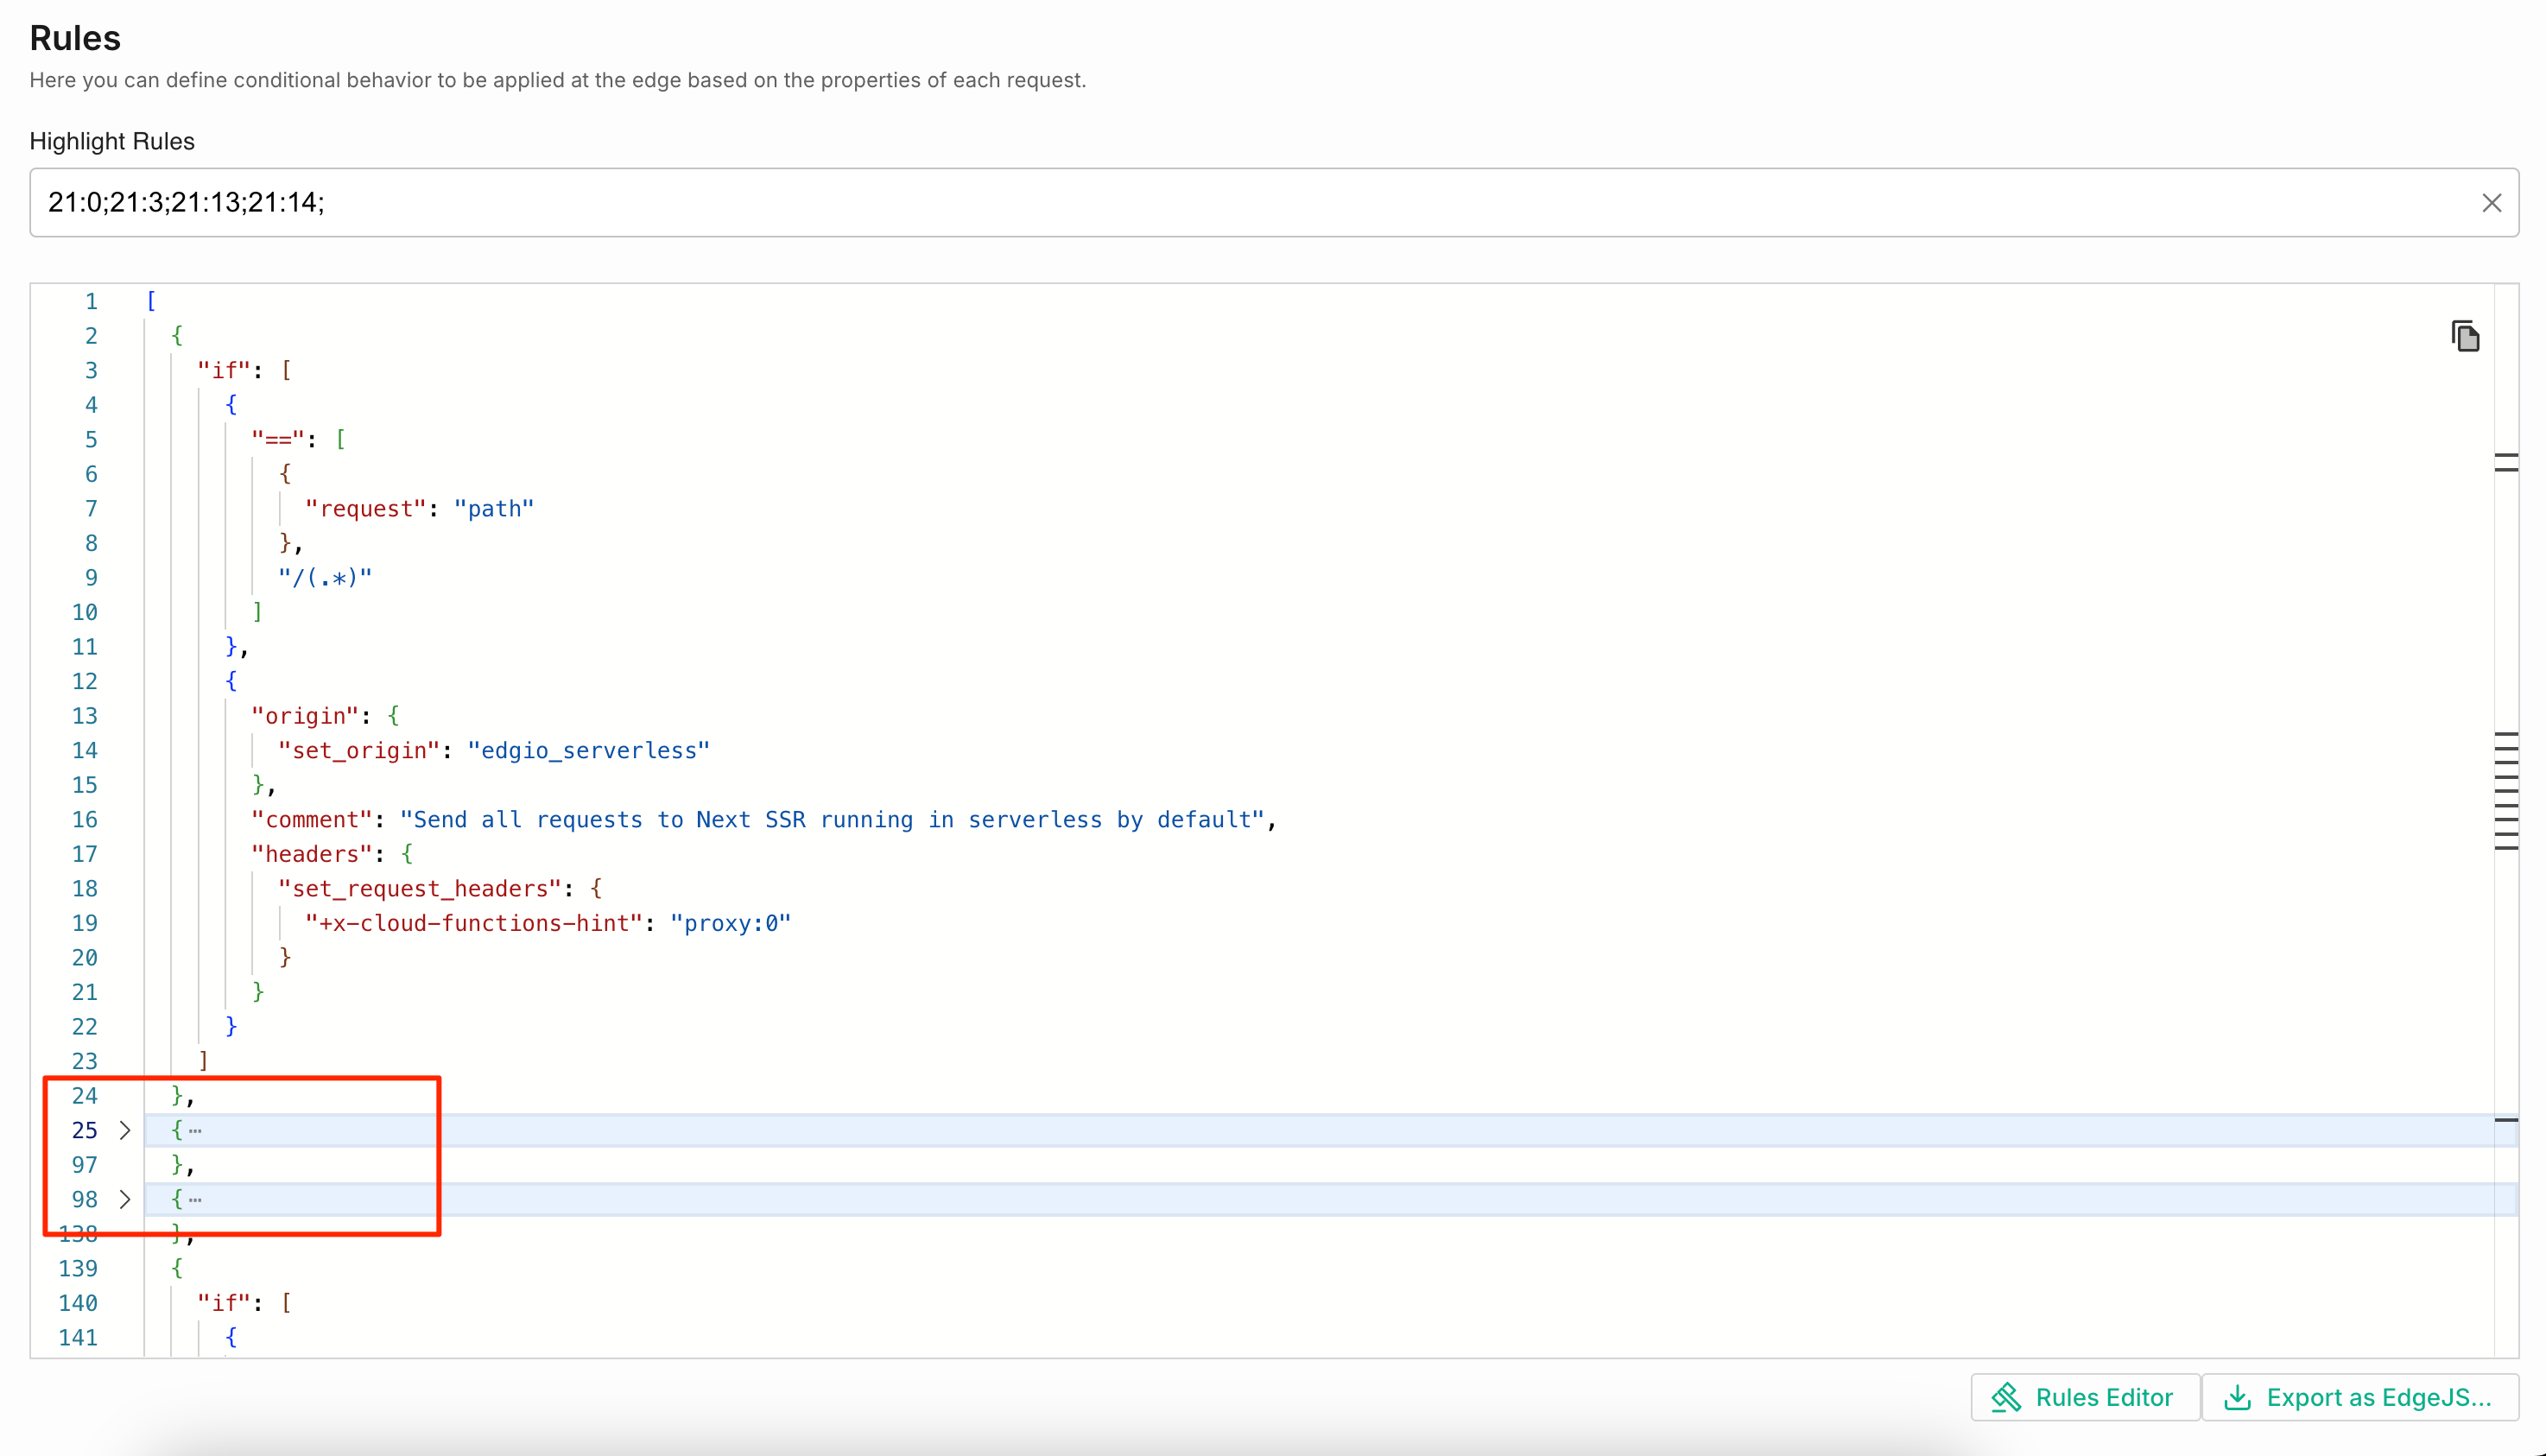 Rules
Here you can define conditional behavior to be applied at the edge based on the properties of each request.
Highlight Rules
21:0;21:3;21:13;21:14;
1 [
2 {
3 "if": [
4 {
5 "==": [
6 {
7 "request": "path"
8 },
9 "/(.*)"
10 ]
11 },
12 {
13 "origin": {
14 "set_origin": "edgio_serverless"
15 },
16 "comment": "Send all requests to Next SSR running in serverless by default",
17 "headers": {
18 "set_request_headers": {
19 "+x-cloud-functions-hint": "proxy:0"
20 }
21 }
22 }
23 ]
24 },
25 {…
97 },
98 {…
138 },
139 {
140 "if": [
141 {
Rules Editor
Export as EdgeJS...